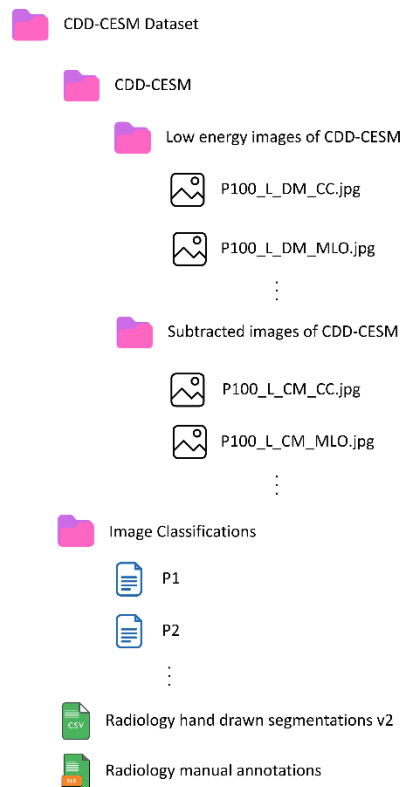 CDD-CESM Dataset
CDD-CESM
Low energy images of CDD-CESM
P100_L_DM_CC.jpg
P100_L_DM_MLO.jpg
Subtracted images of CDD-CESM
P100_L_CM_CC.jpg
P100_L_CM_MLO.jpg
Image Classifications
P1
P2
CSV
Radiology hand drawn segmentations v2
XLS
Radiology manual annotations